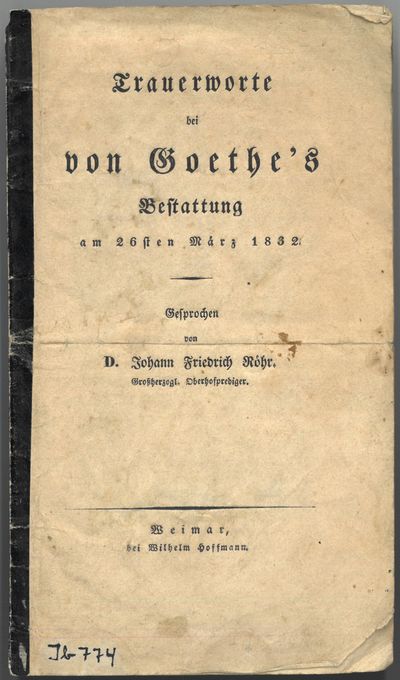 Trauerworte
bei
von Goethe's
Bestattung
am 26sten März 1832.
Gesprochen
von
D. Johann Friedrich Röhr.
Großherzogl. Oberhofprediger.
Weimar,
bei Wilhelm Hoffmann.
Ib 774